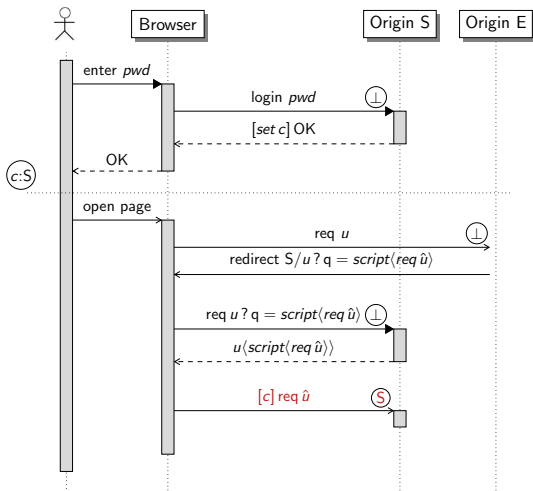 Browser Origin S Origin E
enter pwd
login pwd ⊥
[set c] OK
OK
c:S
open page
req u ⊥
redirect S/u ? q = script⟨req û⟩
req u ? q = script⟨req û⟩ ⊥
u⟨script⟨req û⟩⟩
[c] req û S